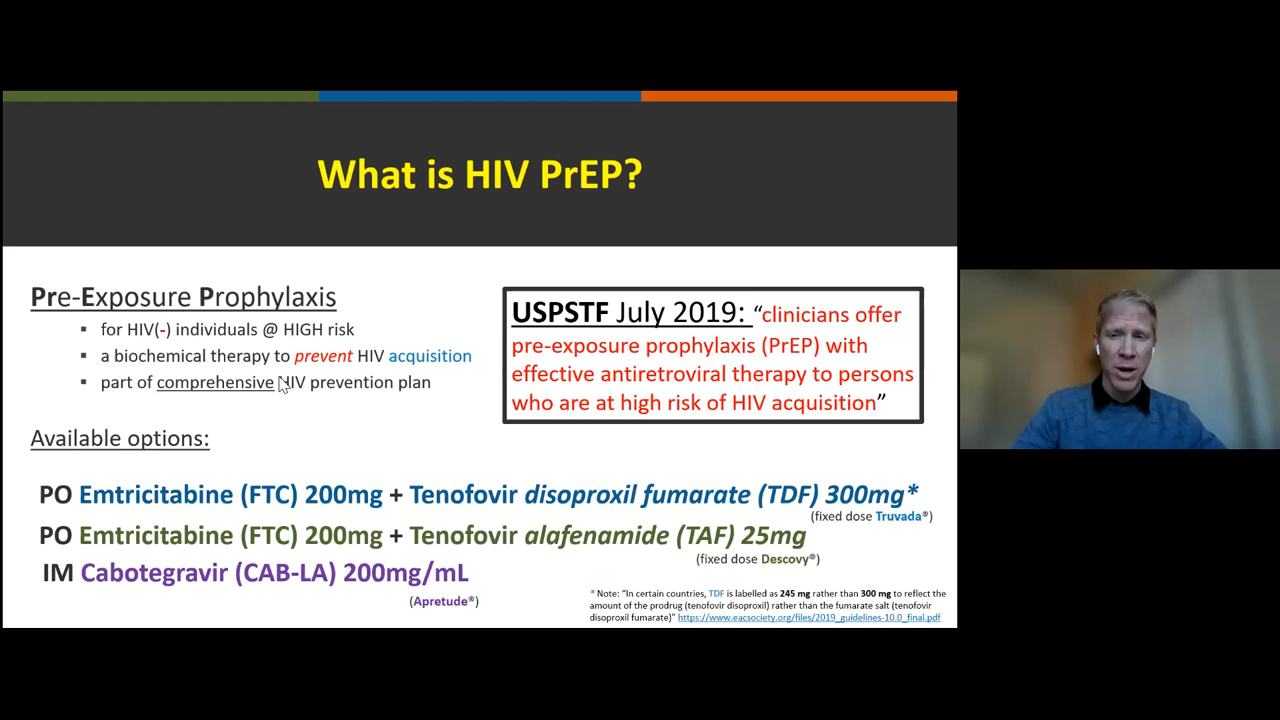 What is HIV PrEP?
Pre-Exposure Prophylaxis
▪ for HIV(-) individuals @ HIGH risk
▪ a biochemical therapy to prevent HIV acquisition
▪ part of comprehensive HIV prevention plan
USPSTF July 2019: “clinicians offer
pre-exposure prophylaxis (PrEP) with
effective antiretroviral therapy to persons
who are at high risk of HIV acquisition”
Available options:
PO Emtricitabine (FTC) 200mg + Tenofovir disoproxil fumarate (TDF) 300mg*
(fixed dose Truvada®)
PO Emtricitabine (FTC) 200mg + Tenofovir alafenamide (TAF) 25mg
(fixed dose Descovy®)
IM Cabotegravir (CAB-LA) 200mg/mL
(Apretude®)
* Note: “In certain countries, TDF is labelled as 245 mg rather than 300 mg to reflect the
amount of the prodrug (tenofovir disoproxil) rather than the fumarate salt (tenofovir
disoproxil fumarate)” https://www.eacsociety.org/files/2019_guidelines-10.0_final.pdf